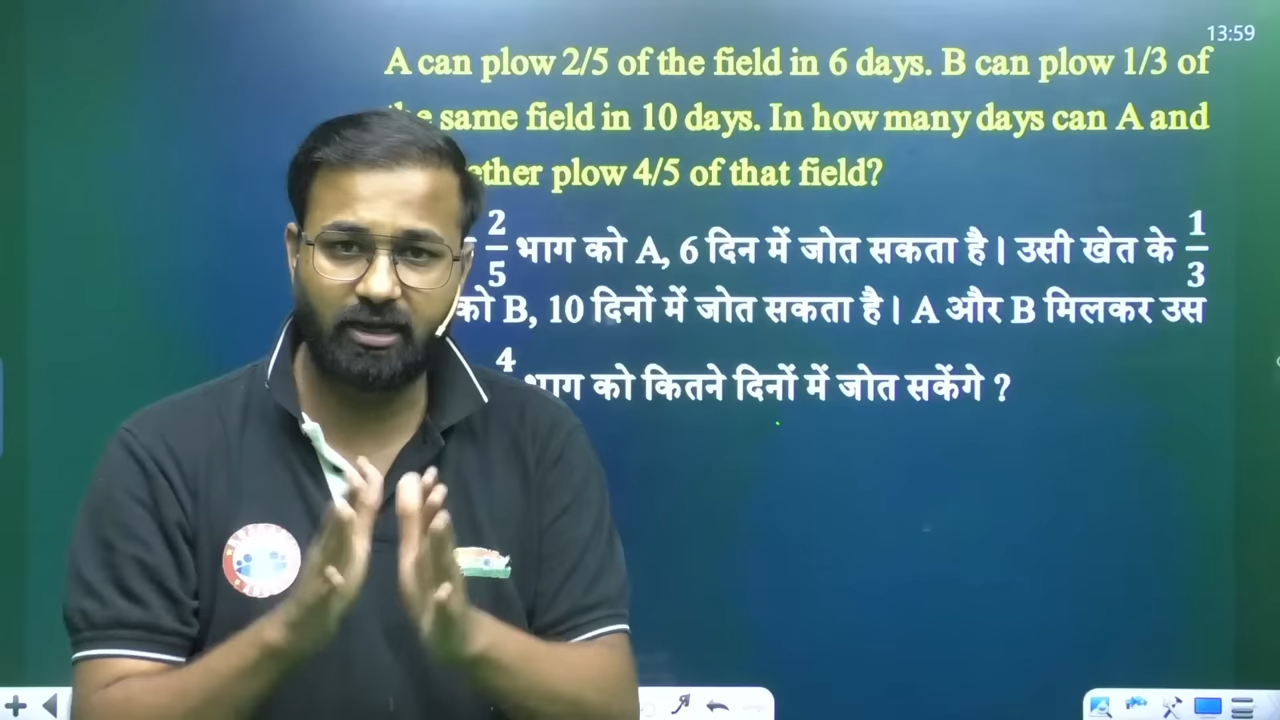 13:59
A can plow 2/5 of the field in 6 days. B can plow 1/3 of
same field in 10 days. In how many days can A and
plow 4/5 of that field?
2/5 भाग को A, 6 दिन में जोत सकता है। उसी खेत के 1/3
को B, 10 दिनों में जोत सकता है। A और B मिलकर उस
4 भाग को कितने दिनों में जोत सकेंगे ?